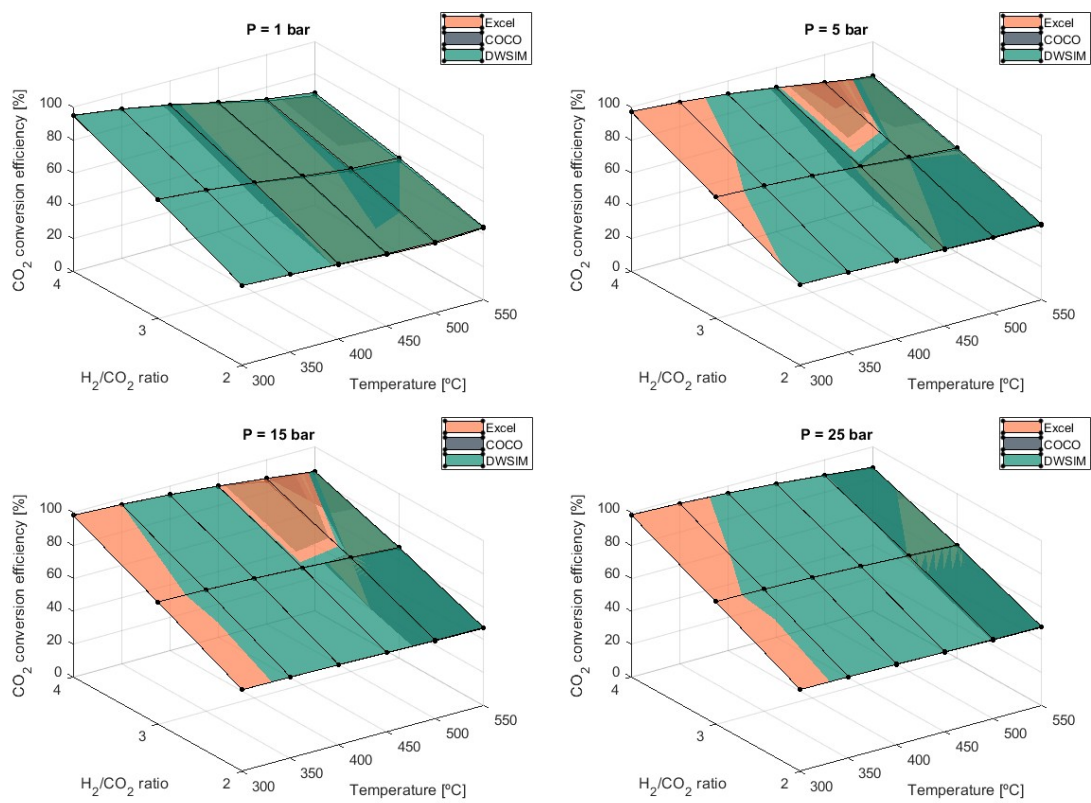 P = 1 bar
Excel
COCO
DWSIM
CO2 conversion efficiency [%]
100
80
60
40
20
0
4
3
2
H2/CO2 ratio
300
350
400
450
500
550
Temperature [ºC]
P = 5 bar
Excel
COCO
DWSIM
CO2 conversion efficiency [%]
100
80
60
40
20
0
4
3
2
H2/CO2 ratio
300
350
400
450
500
550
Temperature [ºC]
P = 15 bar
Excel
COCO
DWSIM
CO2 conversion efficiency [%]
100
80
60
40
20
0
4
3
2
H2/CO2 ratio
300
350
400
450
500
550
Temperature [ºC]
P = 25 bar
Excel
COCO
DWSIM
CO2 conversion efficiency [%]
100
80
60
40
20
0
4
3
2
H2/CO2 ratio
300
350
400
450
500
550
Temperature [ºC]